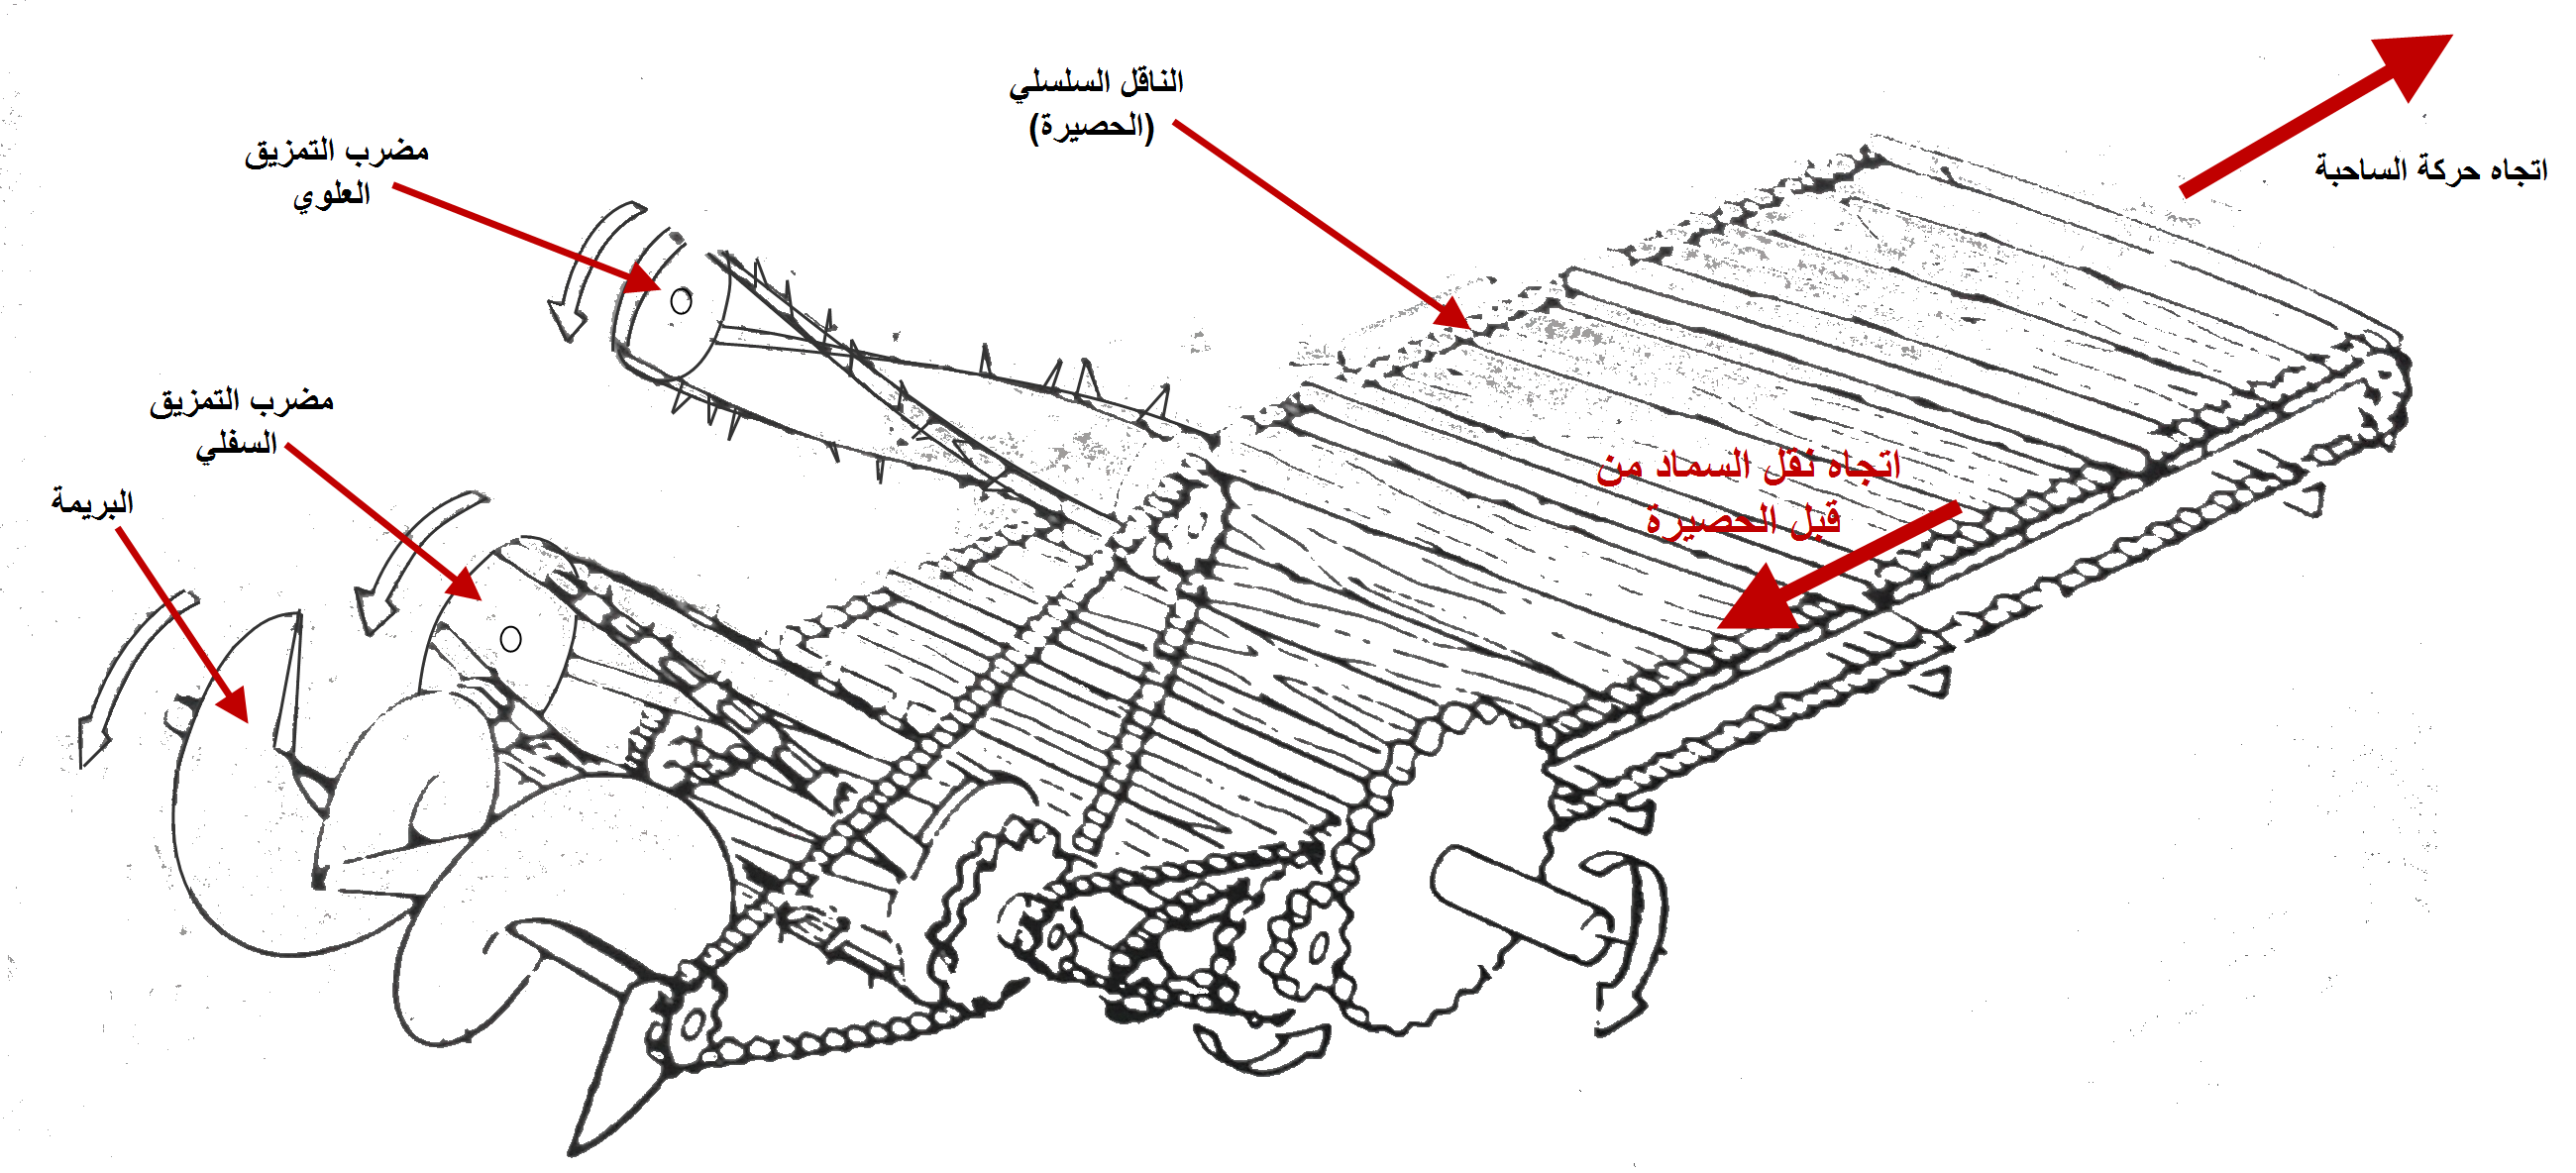 اتجاه حركة الساحبة
الناقل السلسلي
(الحصيرة)
مضرب التمزيق
العلوي
مضرب التمزيق
السفلي
البريمة
اتجاه نقل السماد من
قبل الحصيرة